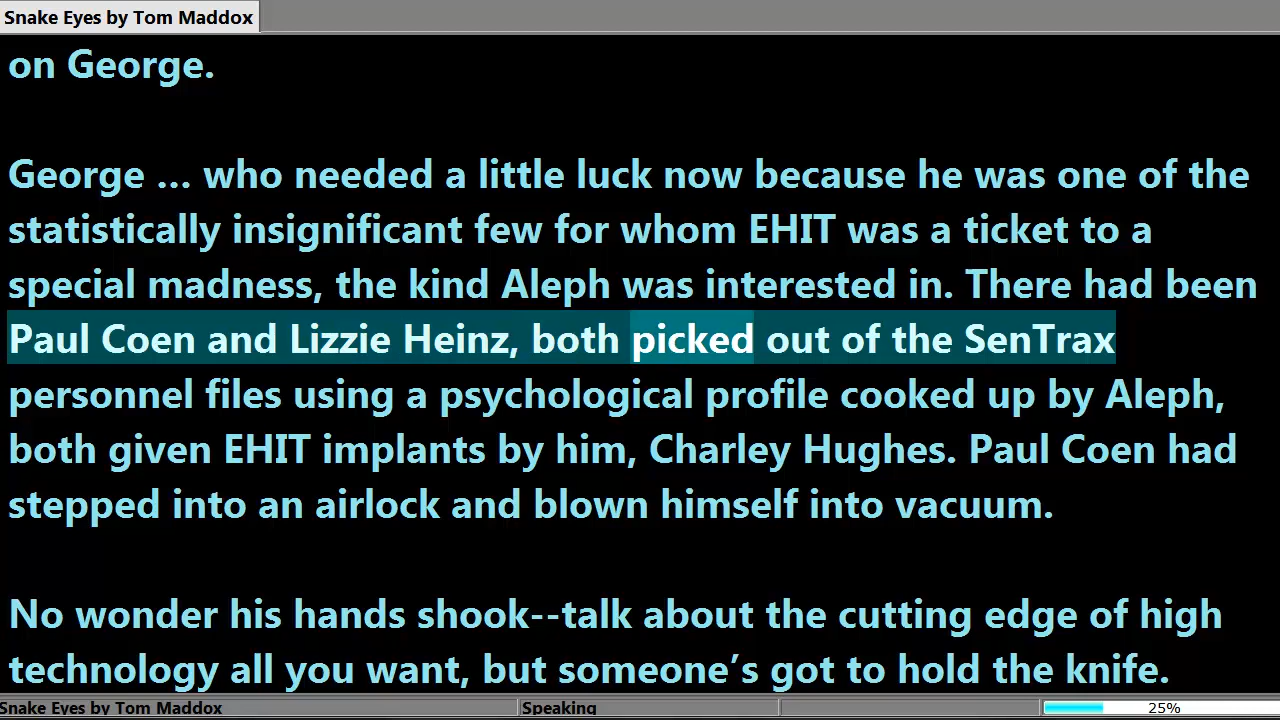 Snake Eyes by Tom Maddox
on George.
George … who needed a little luck now because he was one of the
statistically insignificant few for whom EHIT was a ticket to a
special madness, the kind Aleph was interested in. There had been
Paul Coen and Lizzie Heinz, both picked out of the SenTrax
personnel files using a psychological profile cooked up by Aleph,
both given EHIT implants by him, Charley Hughes. Paul Coen had
stepped into an airlock and blown himself into vacuum.
No wonder his hands shook--talk about the cutting edge of high
technology all you want, but someone’s got to hold the knife.
Snake Eyes by Tom Maddox Speaking 25%